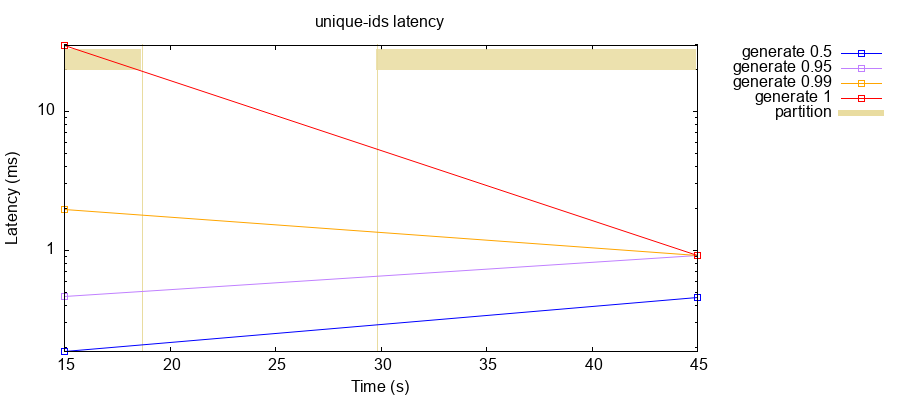 unique-ids latency
generate 0.5
generate 0.95
generate 0.99
generate 1
partition
10
1
Latency (ms)
15 20 25 30 35 40 45
Time (s)